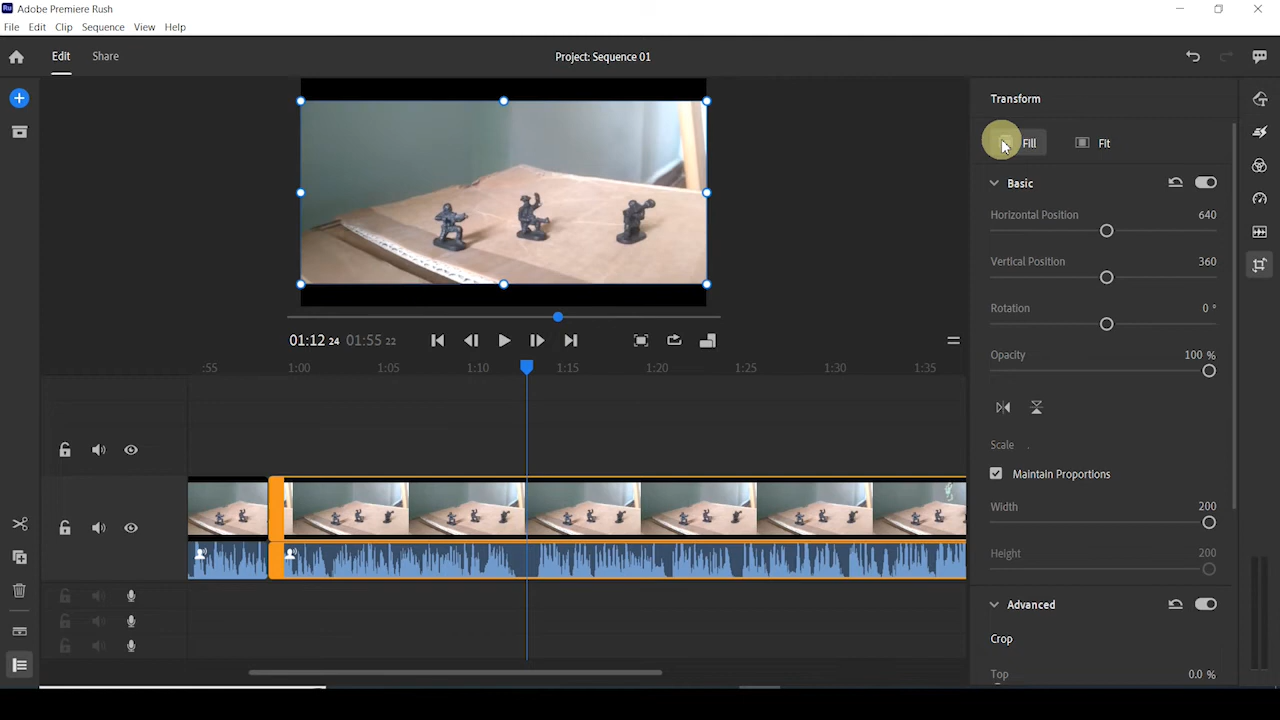 Ru Adobe Premiere Rush
File Edit Clip Sequence View Help
Edit Share Project: Sequence 01
Transform
Fill Fit
Basic
Horizontal Position 640
Vertical Position 360
Rotation 0 °
Opacity 100 %
Scale
Maintain Proportions
Width 200
Height 200
Advanced
Crop
Top 0.0 %
01:12 24 01:55 22
:55 1:00 1:05 1:10 1:15 1:20 1:25 1:30 1:35